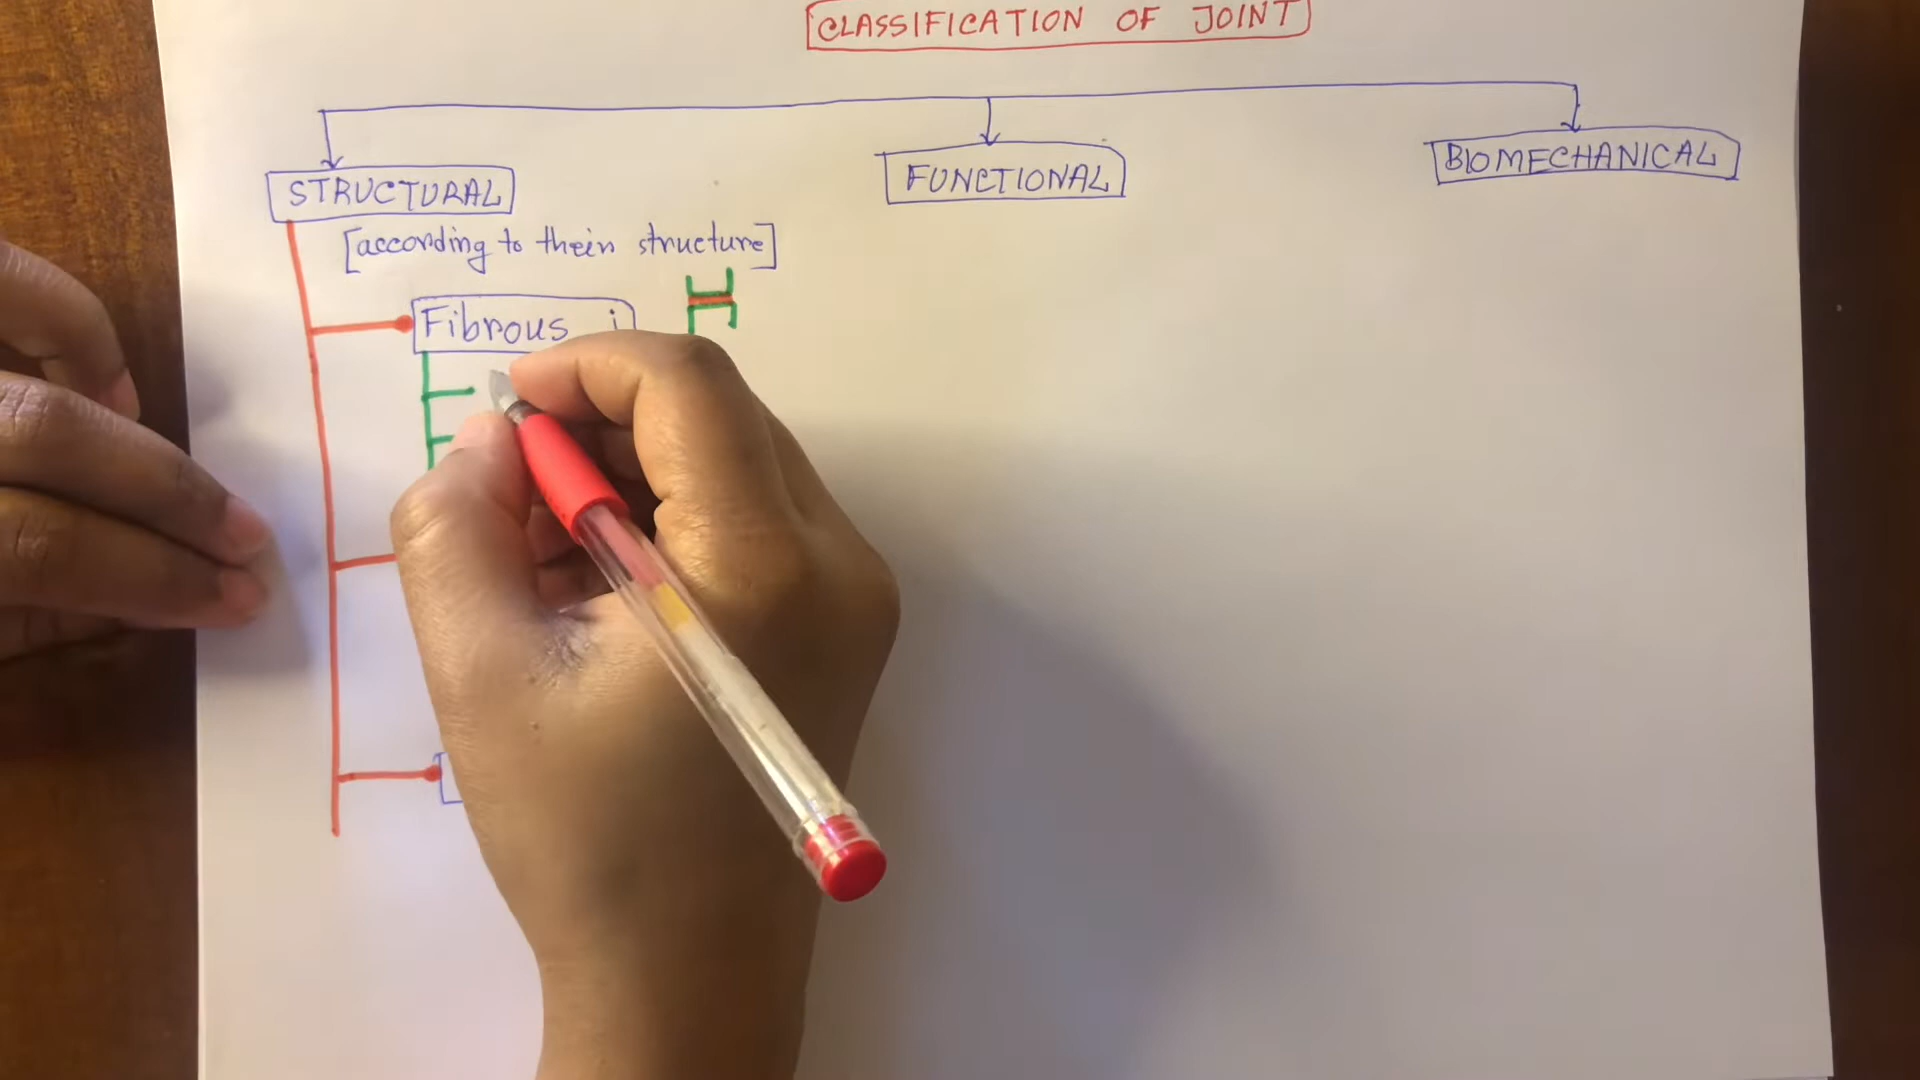 CLASSIFICATION OF JOINT
STRUCTURAL
FUNCTIONAL
BIOMECHANICAL
[according to their structure]
Fibrous j